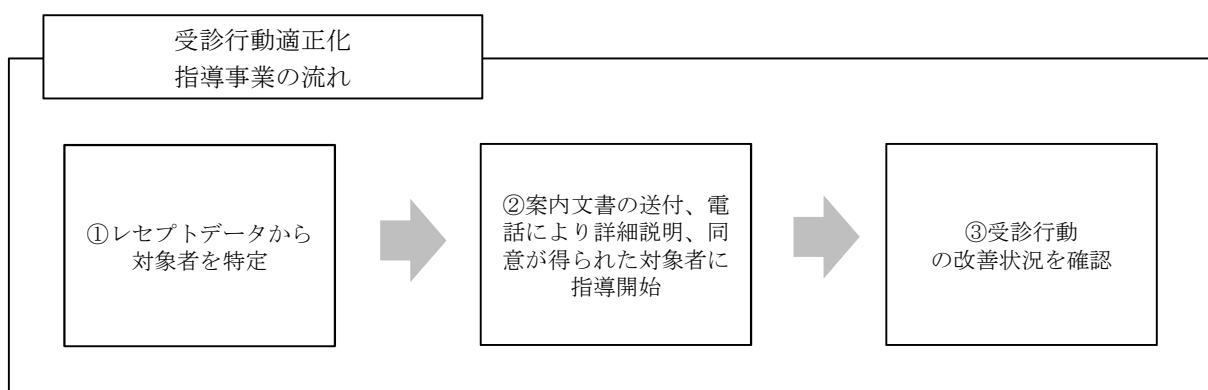 受診行動適正化
指導事業の流れ
①レセプトデータから
対象者を特定
②案内文書の送付、電
話により詳細説明、同
意が得られた対象者に
指導開始
③受診行動
の改善状況を確認